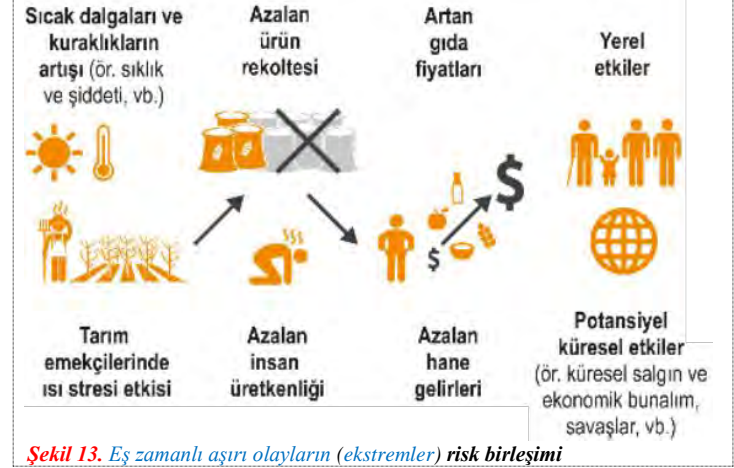 Sıcak dalgaları ve
kuraklıkların
artışı (ör. sıklık
ve şiddeti, vb.)
Azalan
ürün
rekoltesi
Artan
gıda
fiyatları
Yerel
etkiler
$
$
Tarım
emekçilerinde
ısı stresi etkisi
Azalan
insan
üretkenliği
Azalan
hane
gelirleri
Potansiyel
küresel etkiler
(ör. küresel salgın ve
ekonomik bunalım,
savaşlar, vb.)
Şekil 13. Eş zamanlı aşırı olayların (ekstremler) risk birleşimi